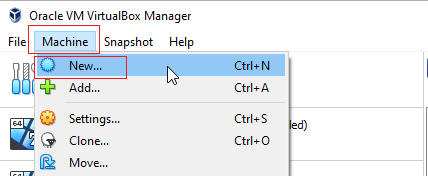 Oracle VM VirtualBox Manager
File Machine Snapshot Help
New... Ctrl+N
Add... Ctrl+A
Settings... Ctrl+S
Clone... Ctrl+O
Move...
64
64
led)